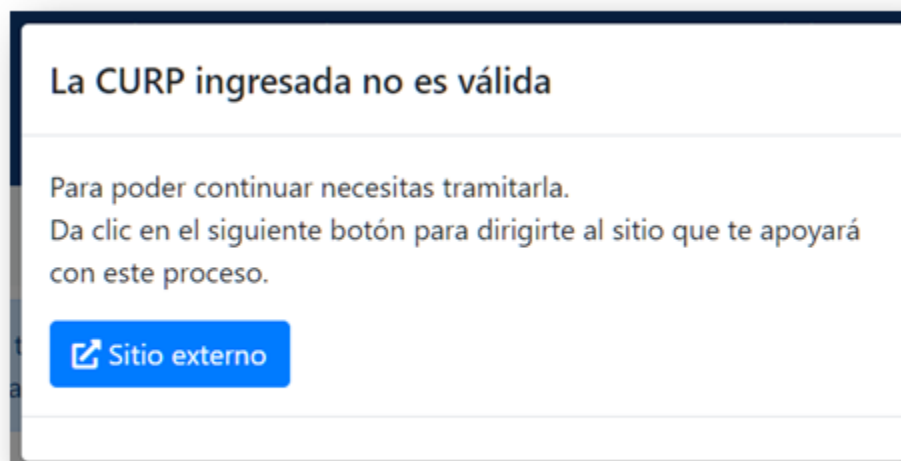 La CURP ingresada no es válida
Para poder continuar necesitas tramitarla.
Da clic en el siguiente botón para dirigirte al sitio que te apoyará
con este proceso.
Sitio externo